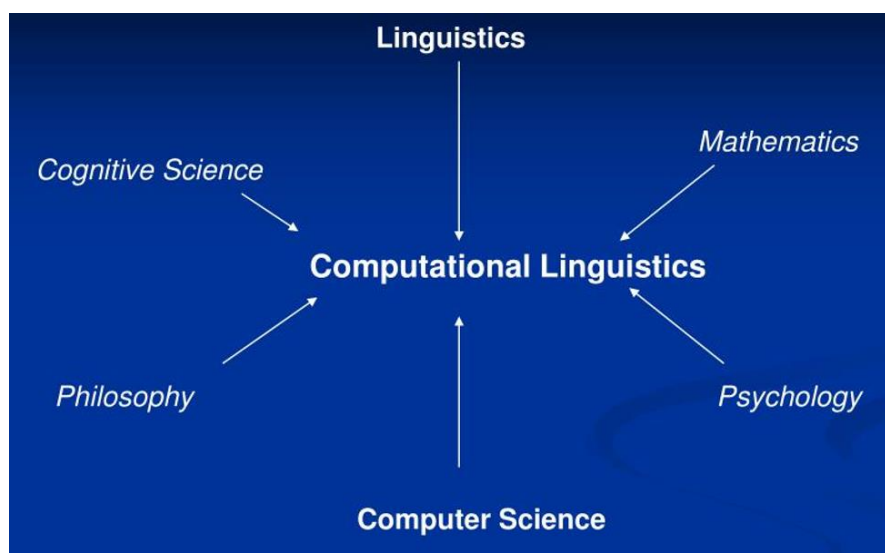 Linguistics
Mathematics
Cognitive Science
Computational Linguistics
Philosophy
Psychology
Computer Science